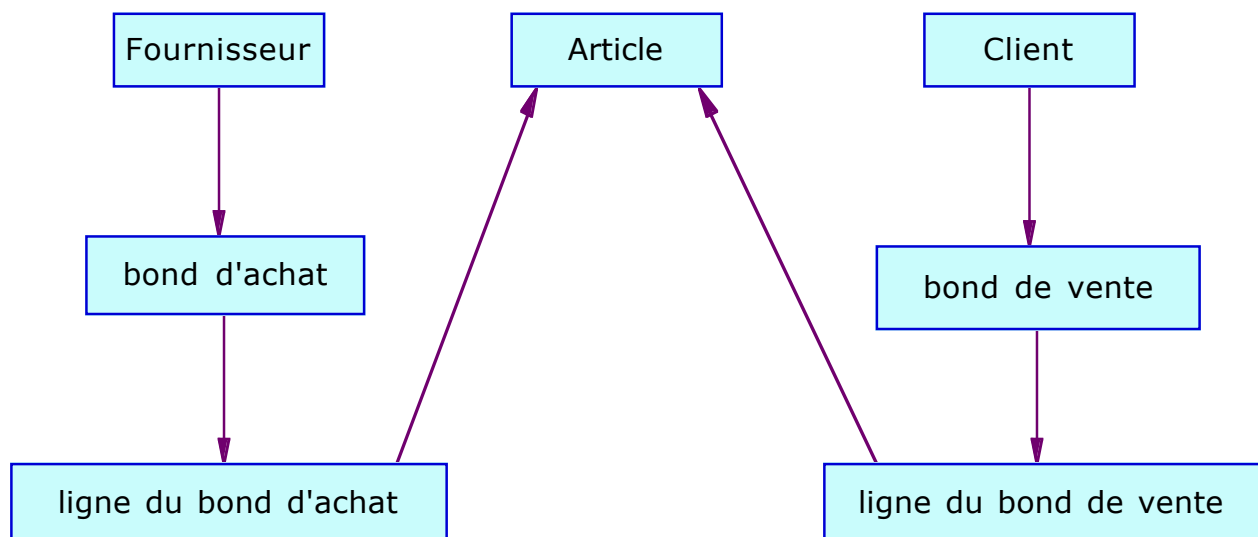 Fournisseur
Article
Client
bond d'achat
bond de vente
ligne du bond d'achat
ligne du bond de vente